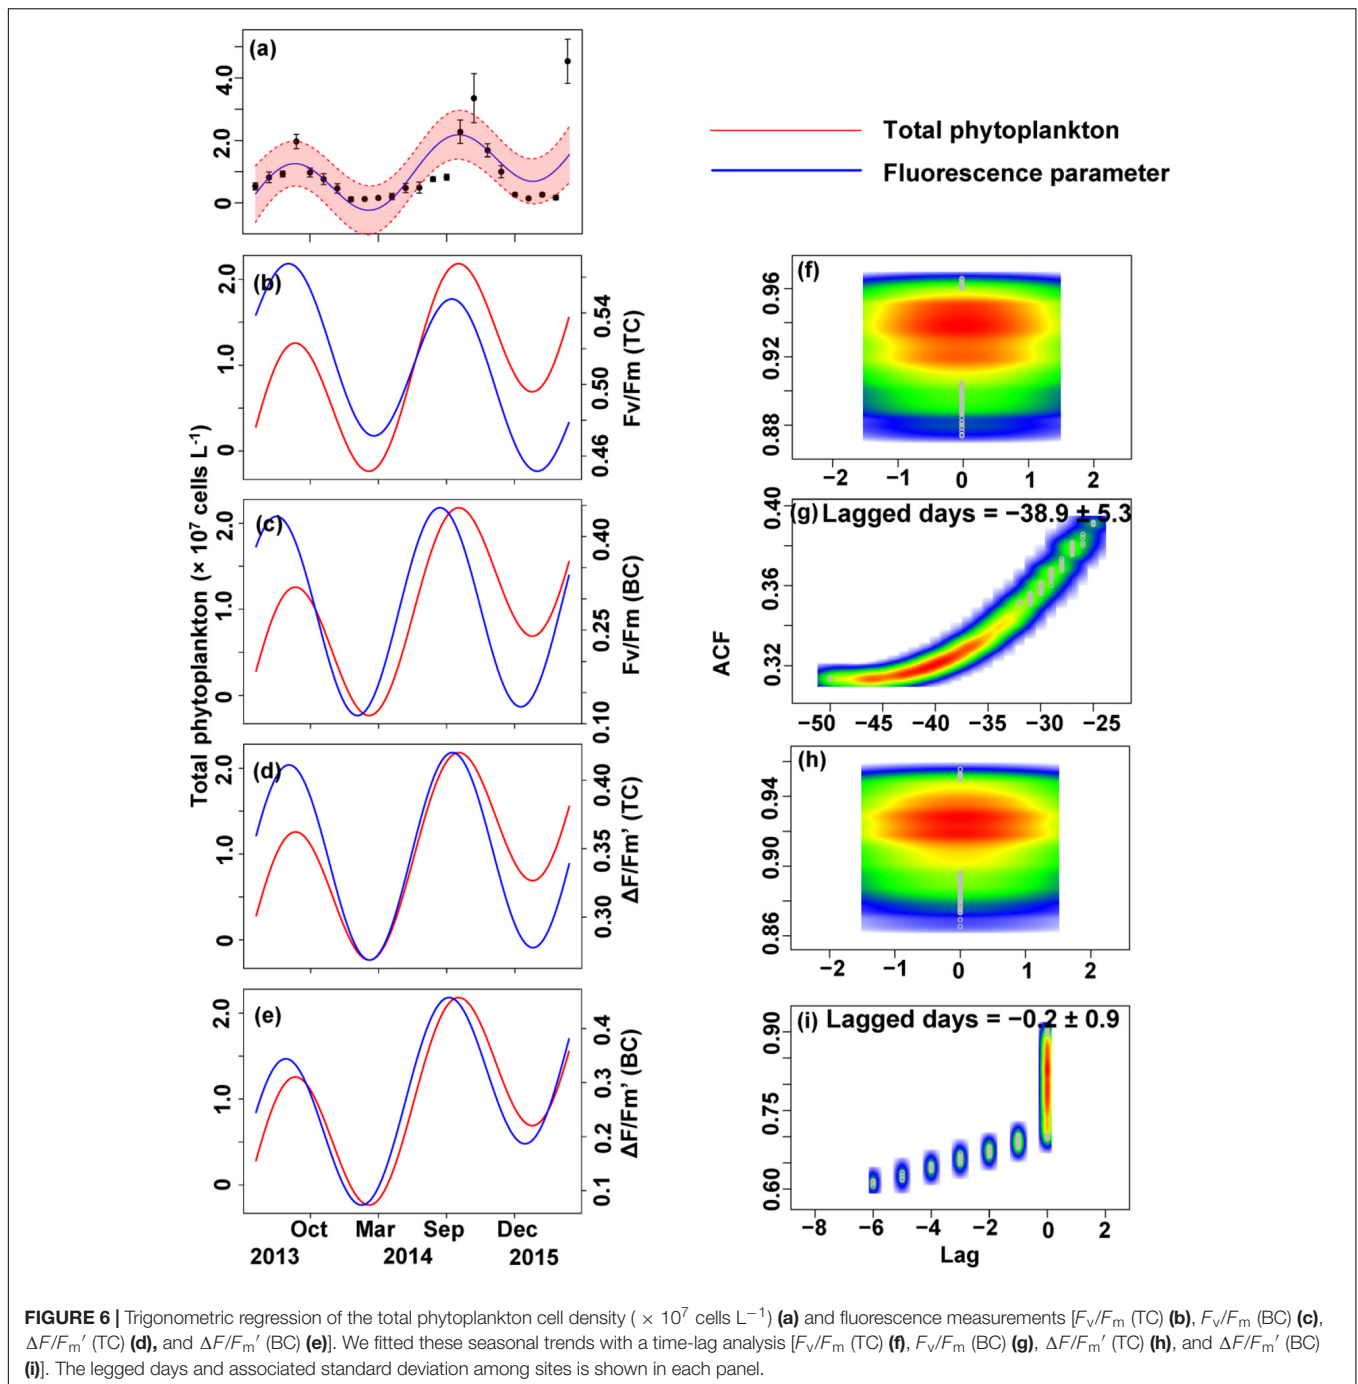 (a)
4.0
2.0
0
Total phytoplankton
Fluorescence parameter
(b)
2.0
1.0
0
0.54
0.50
0.46
Fv/Fm (TC)
(c)
2.0
1.0
0
0.40
0.25
0.10
Fv/Fm (BC)
(d)
2.0
1.0
0
0.40
0.35
0.30
ΔF/Fm' (TC)
(e)
2.0
1.0
0
0.4
0.3
0.2
0.1
ΔF/Fm' (BC)
Total phytoplankton (× 10⁷ cells L⁻¹)
Oct Mar Sep Dec
2013 2014 2015
(f)
0.96
0.92
0.88
−2 −1 0 1 2
(g) Lagged days = −38.9 ± 5.3
0.40
0.36
0.32
−50 −45 −40 −35 −30 −25
ACF
(h)
0.94
0.90
0.86
−2 −1 0 1 2
(i) Lagged days = −0.2 ± 0.9
0.90
0.75
0.60
−8 −6 −4 −2 0 2
Lag
FIGURE 6 | Trigonometric regression of the total phytoplankton cell density ( × 10⁷ cells L⁻¹) (a) and fluorescence measurements [Fv/Fm (TC) (b), Fv/Fm (BC) (c),
ΔF/Fm′ (TC) (d), and ΔF/Fm′ (BC) (e)]. We fitted these seasonal trends with a time-lag analysis [Fv/Fm (TC) (f), Fv/Fm (BC) (g), ΔF/Fm′ (TC) (h), and ΔF/Fm′ (BC)
(i)]. The legged days and associated standard deviation among sites is shown in each panel.